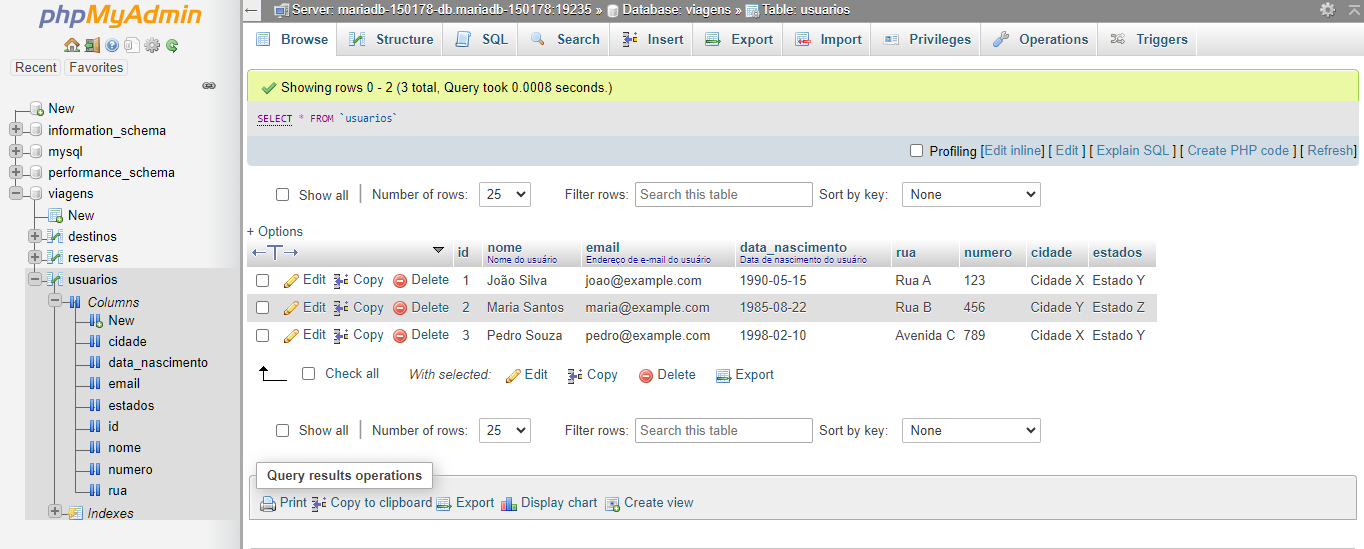 phpMyAdmin
Recent Favorites
New
information_schema
mysql
performance_schema
viagens
New
destinos
reservas
usuarios
Columns
New
cidade
data_nascimento
email
estados
id
nome
numero
rua
Indexes
Server: mariadb-150178-db.mariadb-150178:19235 » Database: viagens » Table: usuarios
Browse Structure SQL Search Insert Export Import Privileges Operations Triggers
Showing rows 0 - 2 (3 total, Query took 0.0008 seconds.)
SELECT * FROM `usuarios`
Profiling [Edit inline] [ Edit ] [ Explain SQL ] [ Create PHP code ] [ Refresh]
Show all | Number of rows: 25 Filter rows: Search this table Sort by key: None
+ Options
←T→ id nome email data_nascimento rua numero cidade estados
Nome do usuário Endereço de e-mail do usuário Data de nascimento do usuário
Edit Copy Delete 1 João Silva joao@example.com 1990-05-15 Rua A 123 Cidade X Estado Y
Edit Copy Delete 2 Maria Santos maria@example.com 1985-08-22 Rua B 456 Cidade Y Estado Z
Edit Copy Delete 3 Pedro Souza pedro@example.com 1998-02-10 Avenida C 789 Cidade X Estado Y
Check all With selected: Edit Copy Delete Export
Show all | Number of rows: 25 Filter rows: Search this table Sort by key: None
Query results operations
Print Copy to clipboard Export Display chart Create view